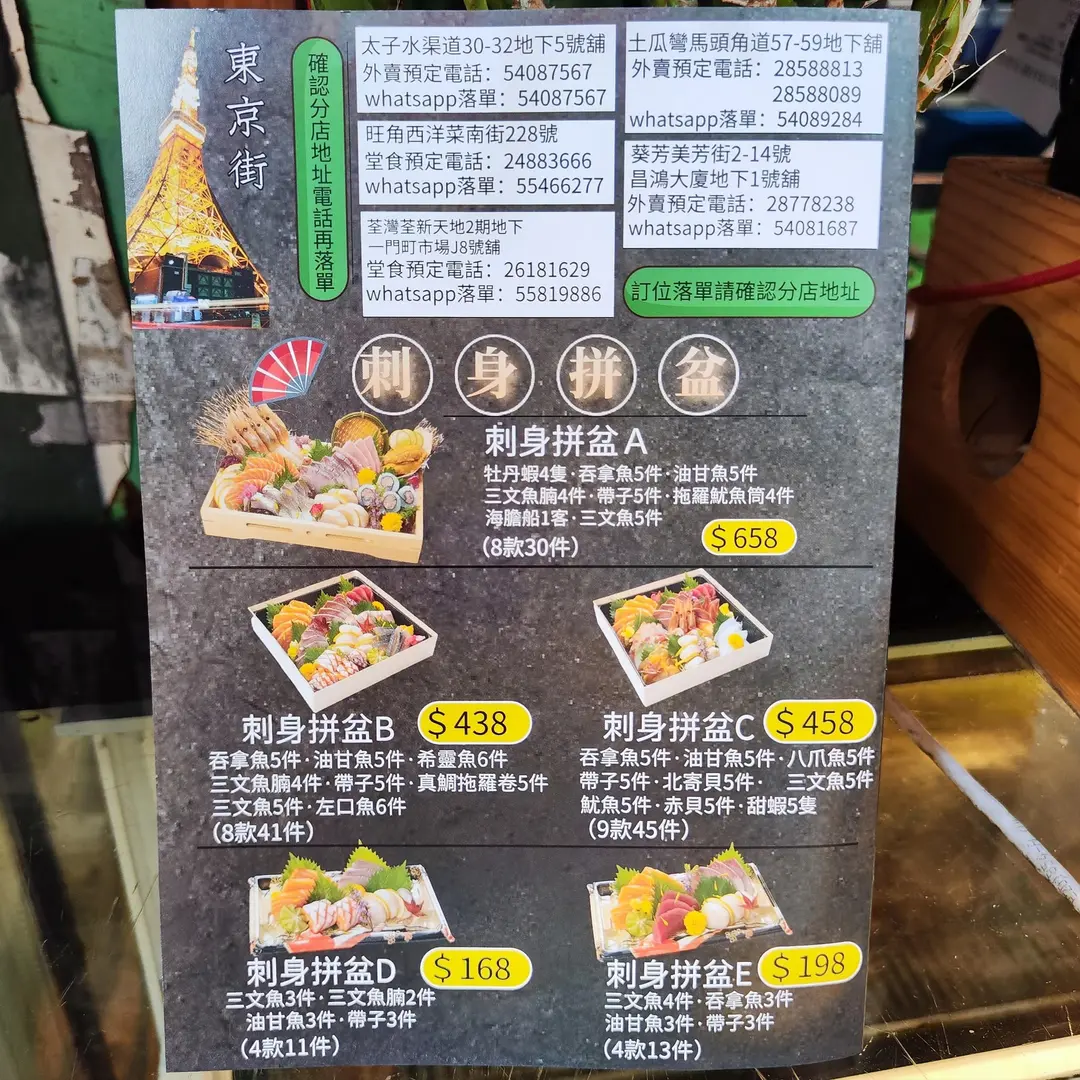 東京街
確認分店地址電話再落單
太子水渠道30-32地下5號舖
外賣預定電話：54087567
whatsapp落單：54087567
旺角西洋菜南街228號
堂食預定電話：24883666
whatsapp落單：55466277
荃灣荃新天地2期地下
一門町市場J8號舖
堂食預定電話：26181629
whatsapp落單：55819886
土瓜彎馬頭角道57-59地下舖
外賣預定電話：28588813
28588089
whatsapp落單：54089284
葵芳美芳街2-14號
昌鴻大廈地下1號舖
外賣預定電話：28778238
whatsapp落單：54081687
訂位落單請確認分店地址
刺身拼盆
刺身拼盆A
牡丹蝦4隻·吞拿魚5件·油甘魚5件
三文魚腩4件·帶子5件·拖羅魷魚筒4件
海膽船1客·三文魚5件
(8款30件)
$658
刺身拼盆B
$438
吞拿魚5件·油甘魚5件·希靈魚6件
三文魚腩4件·帶子5件·真鯛拖羅卷5件
三文魚5件·左口魚6件
(8款41件)
刺身拼盆C
$458
吞拿魚5件·油甘魚5件·八爪魚5件
帶子5件·北寄貝5件· 三文魚5件
魷魚5件·赤貝5件·甜蝦5隻
(9款45件)
刺身拼盆D
$168
三文魚3件·三文魚腩2件
油甘魚3件·帶子3件
(4款11件)
刺身拼盆E
$198
三文魚4件·吞拿魚3件
油甘魚3件·帶子3件
(4款13件)